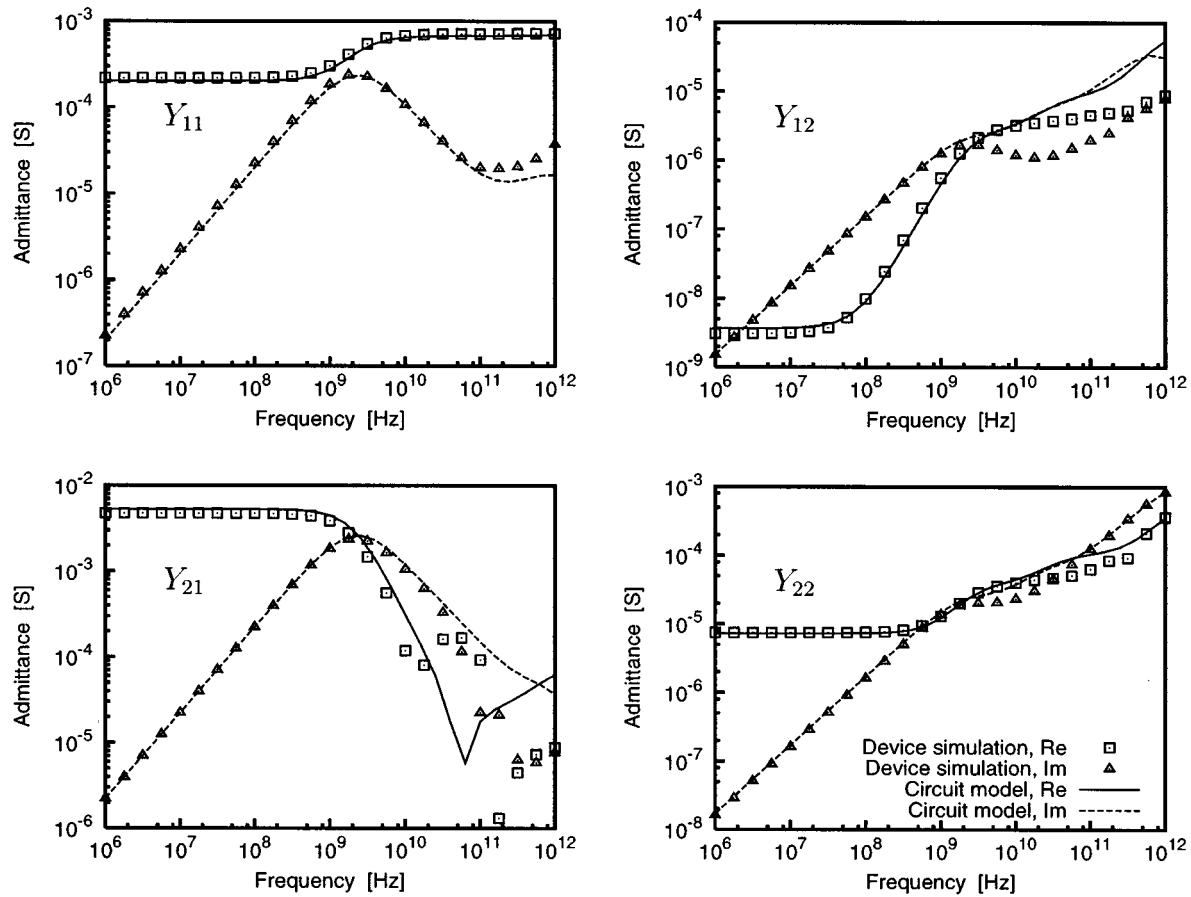 10^-3
10^-4
10^-5
10^-6
10^-7
Admittance [S]
Y_11
10^6 10^7 10^8 10^9 10^10 10^11 10^12
Frequency [Hz]
10^-4
10^-5
10^-6
10^-7
10^-8
10^-9
Admittance [S]
Y_12
10^6 10^7 10^8 10^9 10^10 10^11 10^12
Frequency [Hz]
10^-2
10^-3
10^-4
10^-5
10^-6
Admittance [S]
Y_21
10^6 10^7 10^8 10^9 10^10 10^11 10^12
Frequency [Hz]
10^-3
10^-4
10^-5
10^-6
10^-7
10^-8
Admittance [S]
Y_22
Device simulation, Re
Device simulation, Im
Circuit model, Re
Circuit model, Im
10^6 10^7 10^8 10^9 10^10 10^11 10^12
Frequency [Hz]